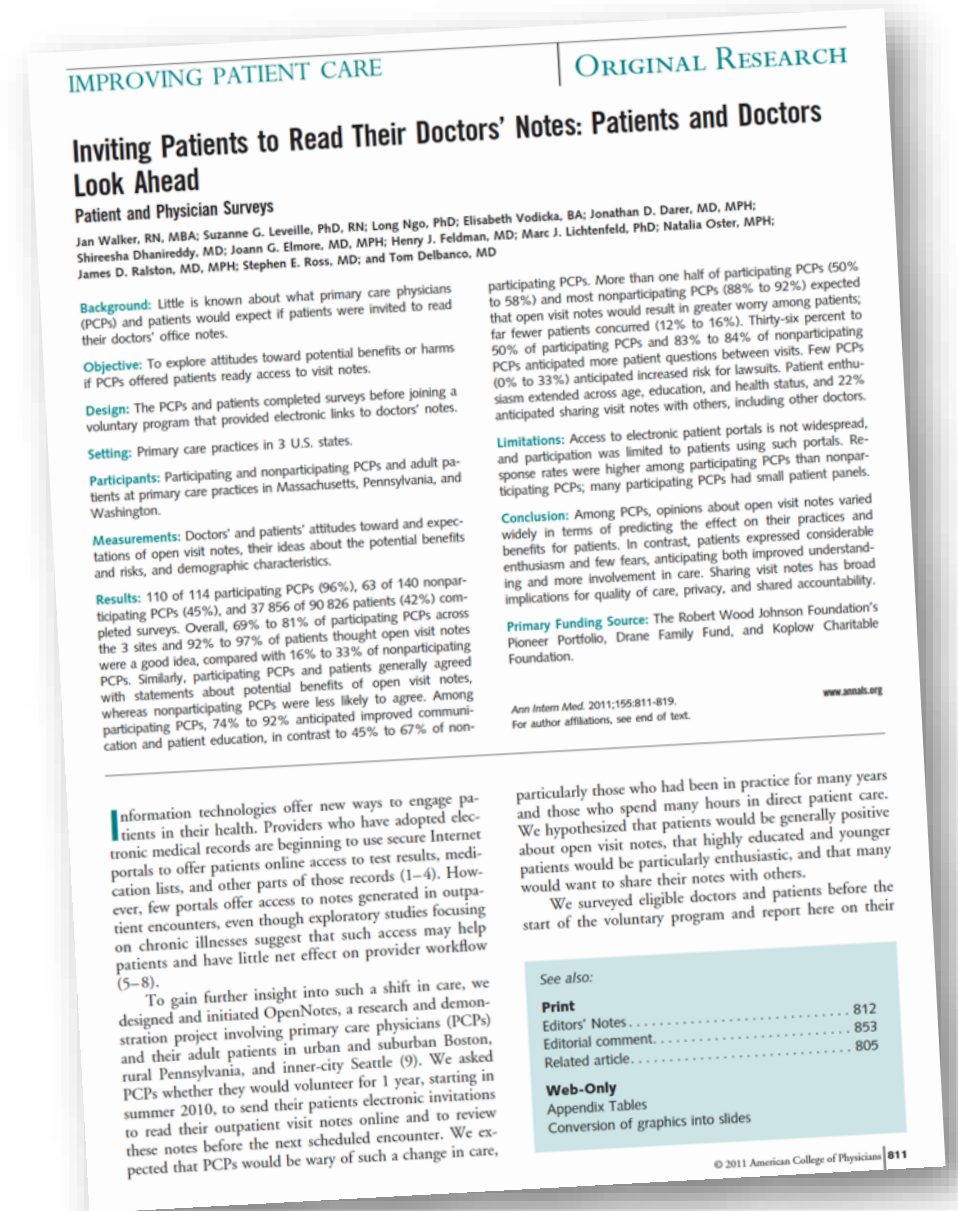 IMPROVING PATIENT CARE
ORIGINAL RESEARCH
Inviting Patients to Read Their Doctors' Notes: Patients and Doctors
Look Ahead
Patient and Physician Surveys
Jan Walker, RN, MBA; Suzanne G. Leveille, PhD, RN; Long Ngo, PhD; Elisabeth Vodicka, BA; Jonathan D. Darer, MD, MPH;
Shireesha Dhanireddy, MD; Joann G. Elmore, MD, MPH; Henry J. Feldman, MD; Marc J. Lichtenfeld, PhD; Natalia Oster, MPH;
James D. Ralston, MD, MPH; Stephen E. Ross, MD; and Tom Delbanco, MD
Background: Little is known about what primary care physicians
(PCPs) and patients would expect if patients were invited to read
their doctors' office notes.
Objective: To explore attitudes toward potential benefits or harms
if PCPs offered patients ready access to visit notes.
Design: The PCPs and patients completed surveys before joining a
voluntary program that provided electronic links to doctors' notes.
Setting: Primary care practices in 3 U.S. states.
Participants: Participating and nonparticipating PCPs and adult pa-
tients at primary care practices in Massachusetts, Pennsylvania, and
Washington.
Measurements: Doctors' and patients' attitudes toward and expec-
tations of open visit notes, their ideas about the potential benefits
and risks, and demographic characteristics.
Results: 110 of 114 participating PCPs (96%), 63 of 140 nonpar-
ticipating PCPs (45%), and 37 856 of 90 826 patients (42%) com-
pleted surveys. Overall, 69% to 81% of participating PCPs across
the 3 sites and 92% to 97% of patients thought open visit notes
were a good idea, compared with 16% to 33% of nonparticipating
PCPs. Similarly, participating PCPs and patients generally agreed
with statements about potential benefits of open visit notes,
whereas nonparticipating PCPs were less likely to agree. Among
participating PCPs, 74% to 92% anticipated improved communi-
cation and patient education, in contrast to 45% to 67% of non-
participating PCPs. More than one half of participating PCPs (50%
to 58%) and most nonparticipating PCPs (88% to 92%) expected
that open visit notes would result in greater worry among patients;
far fewer patients concurred (12% to 16%). Thirty-six percent to
50% of participating PCPs and 83% to 84% of nonparticipating
PCPs anticipated more patient questions between visits. Few PCPs
(0% to 33%) anticipated increased risk for lawsuits. Patient enthu-
siasm extended across age, education, and health status, and 22%
anticipated sharing visit notes with others, including other doctors.
Limitations: Access to electronic patient portals is not widespread,
and participation was limited to patients using such portals. Re-
sponse rates were higher among participating PCPs than nonpar-
ticipating PCPs; many participating PCPs had small patient panels.
Conclusion: Among PCPs, opinions about open visit notes varied
widely in terms of predicting the effect on their practices and
benefits for patients. In contrast, patients expressed considerable
enthusiasm and few fears, anticipating both improved understand-
ing and more involvement in care. Sharing visit notes has broad
implications for quality of care, privacy, and shared accountability.
Primary Funding Source: The Robert Wood Johnson Foundation's
Pioneer Portfolio, Drane Family Fund, and Koplow Charitable
Foundation.
Ann Intern Med. 2011;155:811-819.
www.annals.org
For author affiliations, see end of text.
Information technologies offer new ways to engage pa-
tients in their health. Providers who have adopted elec-
tronic medical records are beginning to use secure Internet
portals to offer patients online access to test results, medi-
cation lists, and other parts of those records (1–4). How-
ever, few portals offer access to notes generated in outpa-
tient encounters, even though exploratory studies focusing
on chronic illnesses suggest that such access may help
patients and have little net effect on provider workflow
(5–8).
To gain further insight into such a shift in care, we
designed and initiated OpenNotes, a research and demon-
stration project involving primary care physicians (PCPs)
and their adult patients in urban and suburban Boston,
rural Pennsylvania, and inner-city Seattle (9). We asked
PCPs whether they would volunteer for 1 year, starting in
summer 2010, to send their patients electronic invitations
to read their outpatient visit notes online and to review
these notes before the next scheduled encounter. We ex-
pected that PCPs would be wary of such a change in care,
particularly those who had been in practice for many years
and those who spend many hours in direct patient care.
We hypothesized that patients would be generally positive
about open visit notes, that highly educated and younger
patients would be particularly enthusiastic, and that many
would want to share their notes with others.
We surveyed eligible doctors and patients before the
start of the voluntary program and report here on their
See also:
Print
Editors' Notes . . . . . . . . . . . . . . . . . . . . . . . . . . 812
Editorial comment. . . . . . . . . . . . . . . . . . . . . . . . 853
Related article. . . . . . . . . . . . . . . . . . . . . . . . . . 805
Web-Only
Appendix Tables
Conversion of graphics into slides
© 2011 American College of Physicians 811